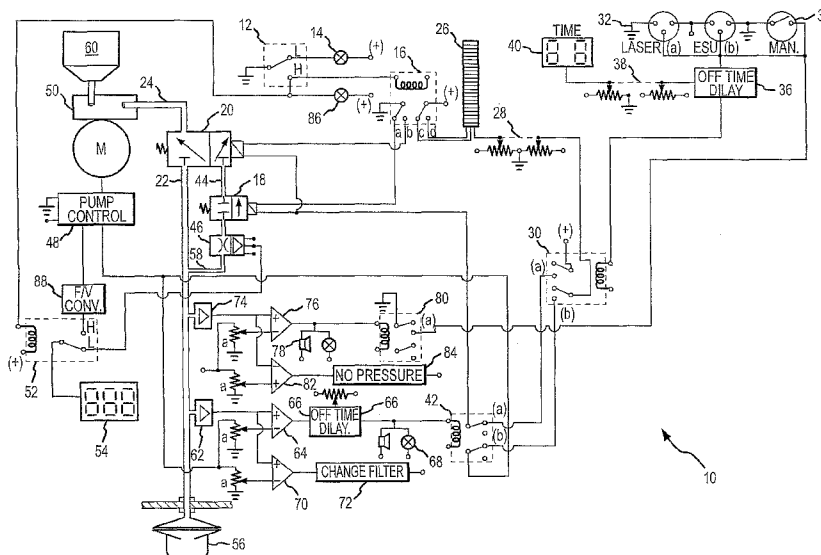 12
14
L
H
(+)
16
86
(+)
(+)
a b c d
26
TIME
40
32
LASER (a)
ESU (b)
MAN.
3
38
OFF TIME
DILAY
36
60
50
24
20
M
22
44
18
28
PUMP
CONTROL
48
46
58
30
(+)
(a)
(b)
88
F/V
CONV.
H
L
(+)
52
54
74
76
a
78
80
(a)
a
82
NO PRESSURE
84
62
a
64
66
OFF TIME
DILAY.
66
68
42
(a)
(b)
a
70
CHANGE FILTER
72
56
10